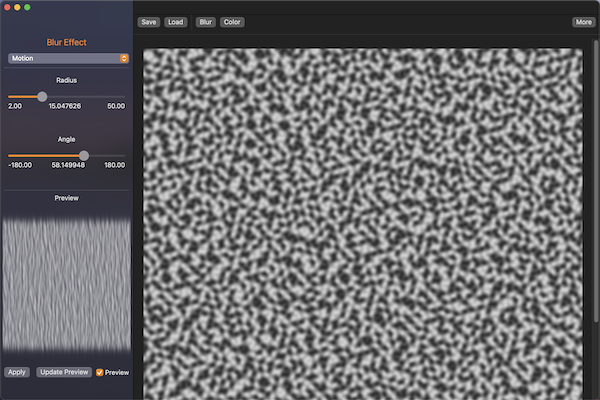 Save Load Blur Color More
Blur Effect
Motion
Radius
2.00 15.047626 50.00
Angle
-180.00 58.149948 180.00
Preview
Apply Update Preview Preview